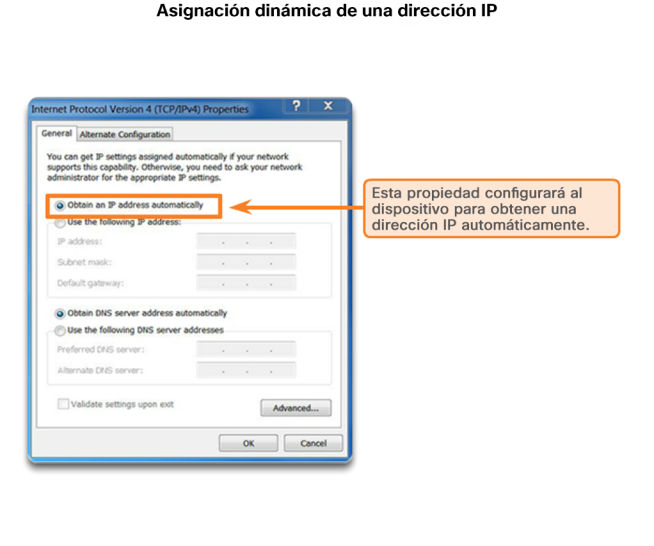 Asignación dinámica de una dirección IP
Internet Protocol Version 4 (TCP/IPv4) Properties
General
Alternate Configuration
You can get IP settings assigned automatically if your network
supports this capability. Otherwise, you need to ask your network
administrator for the appropriate IP settings.
Obtain an IP address automatically
Use the following IP address:
IP address:
Subnet mask:
Default gateway:
Obtain DNS server address automatically
Use the following DNS server addresses
Preferred DNS server:
Alternate DNS server:
Validate settings upon exit
Advanced...
OK
Cancel
Esta propiedad configurará al
dispositivo para obtener una
dirección IP automáticamente.